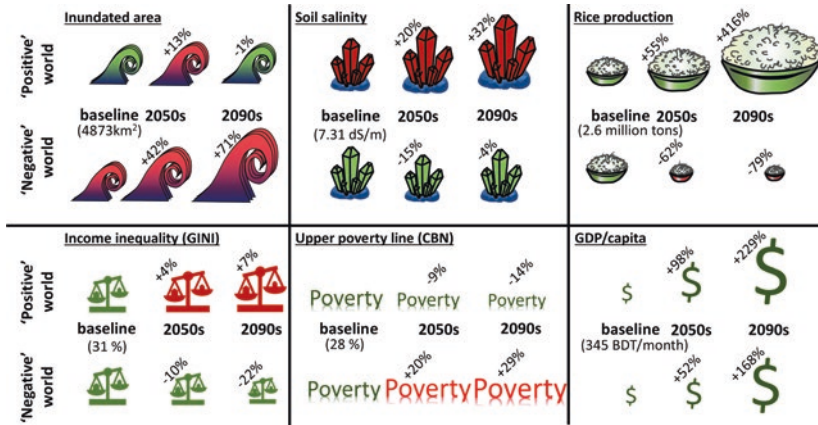 Inundated area
'Positive' world
+13%
-1%
baseline 2050s 2090s
(4873km²)
'Negative' world
+42%
+71%
Soil salinity
+20%
+32%
baseline 2050s 2090s
(7.31 dS/m)
-15%
-4%
Rice production
+55%
+416%
baseline 2050s 2090s
(2.6 million tons)
-62%
-79%
Income inequality (GINI)
'Positive' world
+4%
+7%
baseline 2050s 2090s
(31 %)
'Negative' world
-10%
-22%
Upper poverty line (CBN)
-9%
-14%
Poverty Poverty Poverty
baseline 2050s 2090s
(28 %)
+20%
+29%
Poverty Poverty Poverty
GDP/capita
+98%
+229%
$ $ $
baseline 2050s 2090s
(345 BDT/month)
+52%
+168%
$ $ $